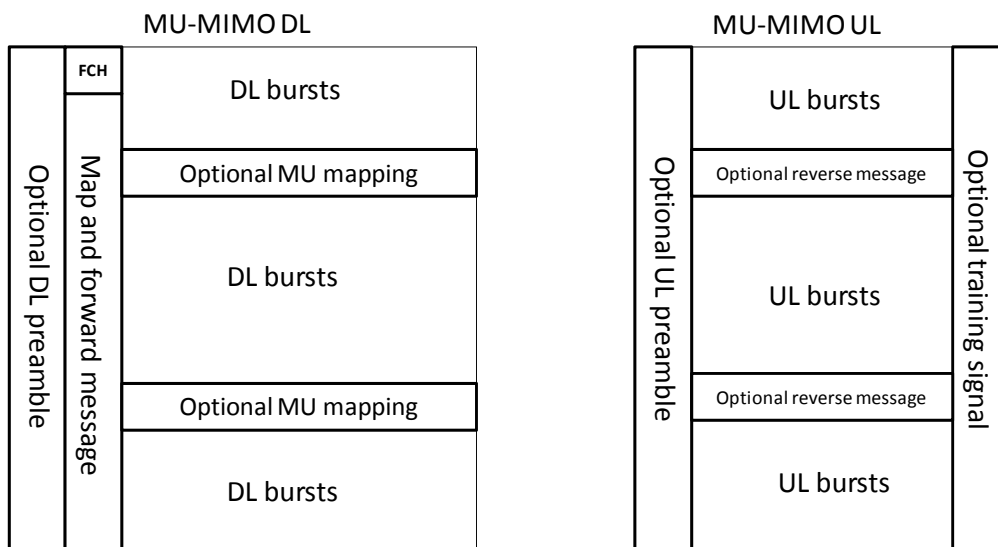 MU-MIMO DL
Optional DL preamble
FCH
Map and forward message
DL bursts
Optional MU mapping
DL bursts
Optional MU mapping
DL bursts
MU-MIMO UL
Optional UL preamble
UL bursts
Optional reverse message
UL bursts
Optional reverse message
UL bursts
Optional training signal